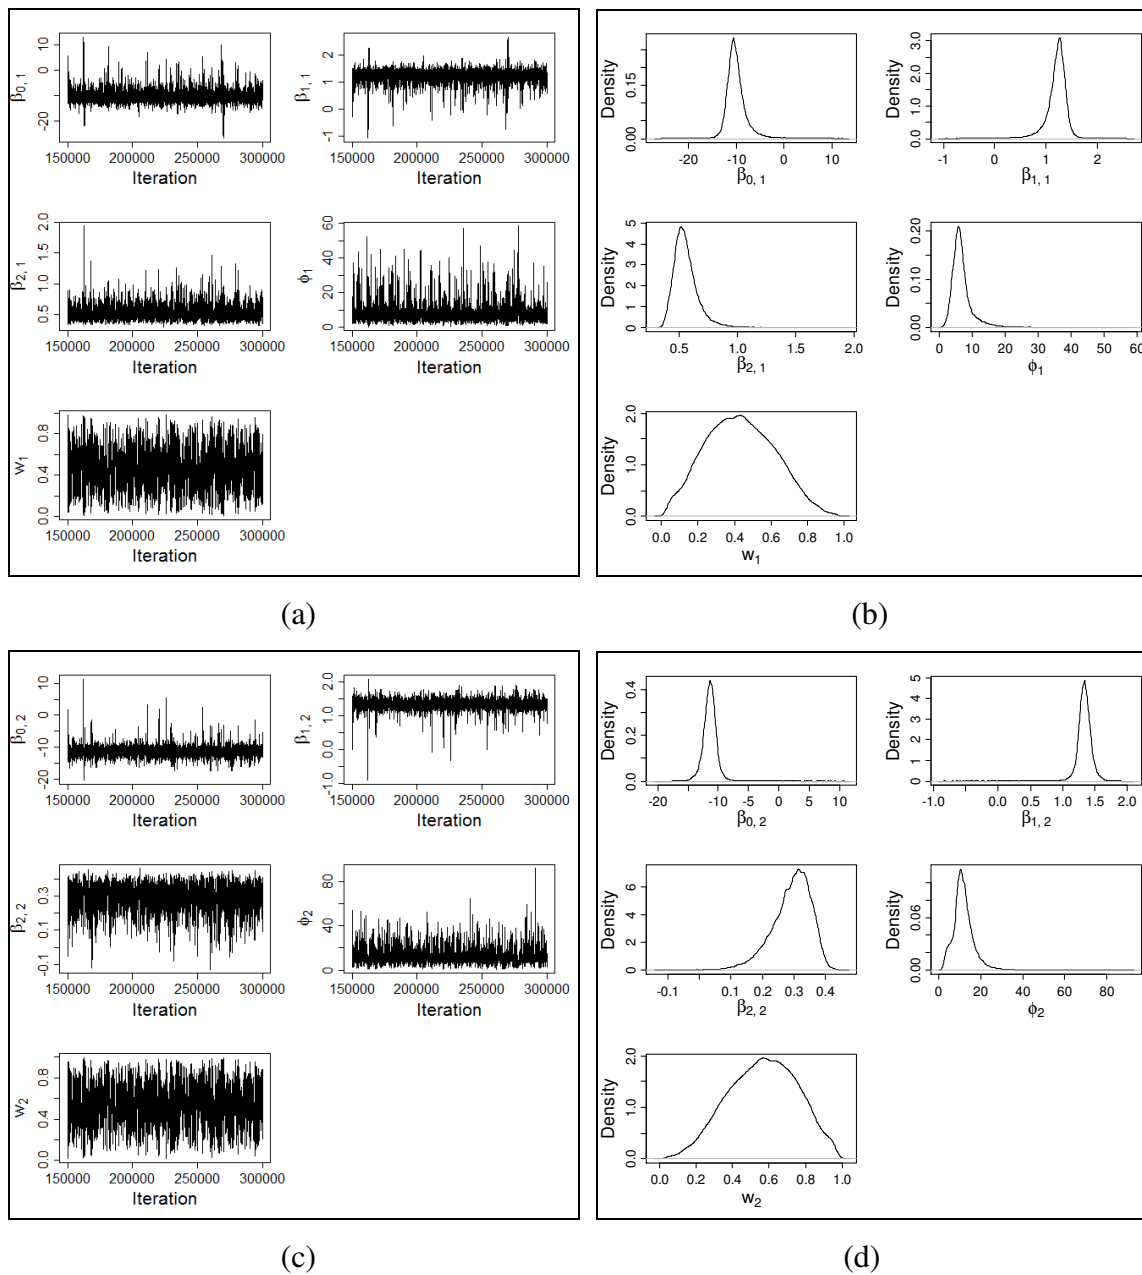 β0, 1
10
0
-20
150000 200000 250000 300000
Iteration
β1, 1
2
1
0
-1
150000 200000 250000 300000
Iteration
β2, 1
2.0
1.5
1.0
0.5
150000 200000 250000 300000
Iteration
ϕ1
60
40
20
0
150000 200000 250000 300000
Iteration
w1
0.8
0.4
0.0
150000 200000 250000 300000
Iteration
(a)
Density
0.15
0.00
-20 -10 0 10
β0, 1
Density
3.0
2.0
1.0
0.0
-1 0 1 2
β1, 1
Density
5
4
3
2
1
0
0.5 1.0 1.5 2.0
β2, 1
Density
0.20
0.10
0.00
0 10 20 30 40 50 60
ϕ1
Density
2.0
1.0
0.0
0.0 0.2 0.4 0.6 0.8 1.0
w1
(b)
β0, 2
10
0
-10
-20
150000 200000 250000 300000
Iteration
β1, 2
2.0
1.0
0.0
-1.0
150000 200000 250000 300000
Iteration
β2, 2
0.3
0.1
-0.1
150000 200000 250000 300000
Iteration
ϕ2
80
40
0
150000 200000 250000 300000
Iteration
w2
0.8
0.4
0.0
150000 200000 250000 300000
Iteration
(c)
Density
0.4
0.2
0.0
-20 -10 -5 0 5 10
β0, 2
Density
5
4
3
2
1
0
-1.0 0.0 1.0 1.5 2.0
β1, 2
Density
6
4
2
0
-0.1 0.1 0.2 0.3 0.4
β2, 2
Density
0.06
0.00
0 20 40 60 80
ϕ2
Density
2.0
1.0
0.0
0.0 0.2 0.4 0.6 0.8 1.0
w2
(d)